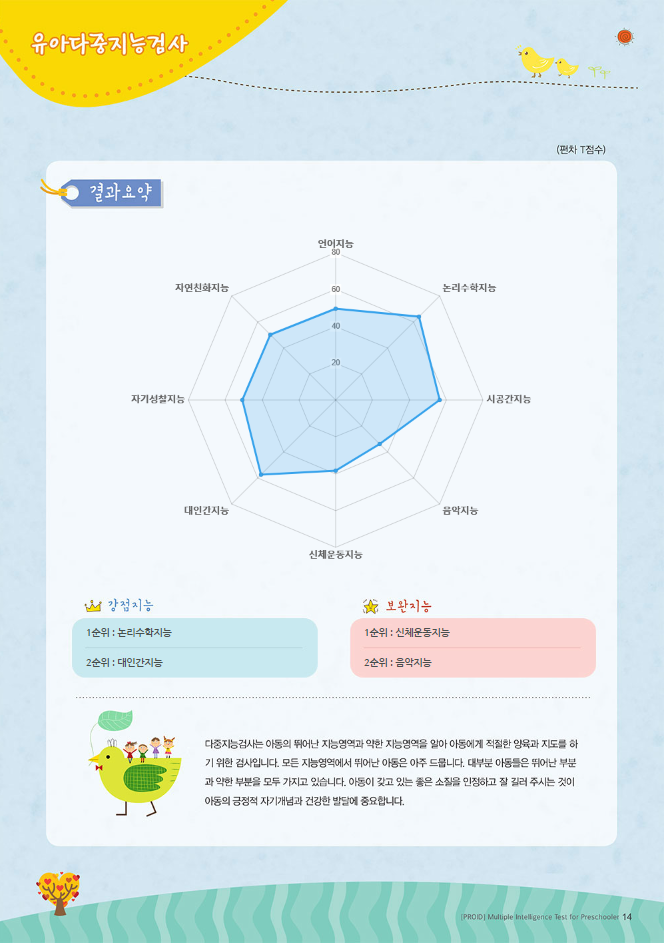 유아다중지능검사
(편차 T점수)
결과요약
언어지능
80
자연친화지능
논리수학지능
60
40
20
자기성찰지능
시공간지능
대인간지능
음악지능
신체운동지능
강점지능
보완지능
1순위 : 논리수학지능
1순위 : 신체운동지능
2순위 : 대인간지능
2순위 : 음악지능
다중지능검사는 아동의 뛰어난 지능영역과 약한 지능영역을 알아 아동에게 적절한 양육과 지도를 하
기 위한 검사입니다. 모든 지능영역에서 뛰어난 아동은 아주 드뭅니다. 대부분 아동들은 뛰어난 부분
과 약한 부분을 모두 가지고 있습니다. 아동이 갖고 있는 좋은 소질을 인정하고 잘 길러 주시는 것이
아동의 긍정적 자기개념과 건강한 발달에 중요합니다.
[PROID] Multiple Intelligence Test for Preschooler 14